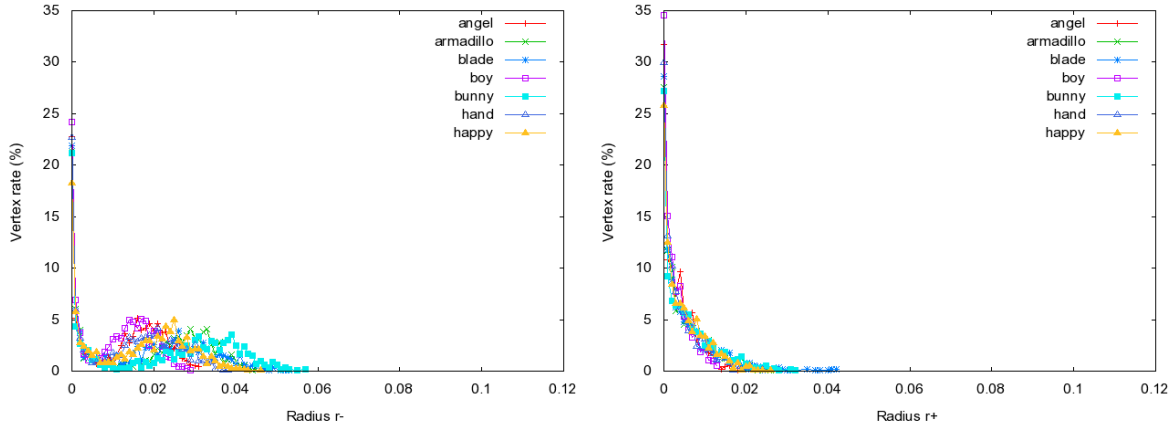 35
30
25
20
15
10
5
0
Vertex rate (%)
angel
armadillo
blade
boy
bunny
hand
happy
0 0.02 0.04 0.06 0.08 0.1 0.12
Radius r-
35
30
25
20
15
10
5
0
Vertex rate (%)
angel
armadillo
blade
boy
bunny
hand
happy
0 0.02 0.04 0.06 0.08 0.1 0.12
Radius r+